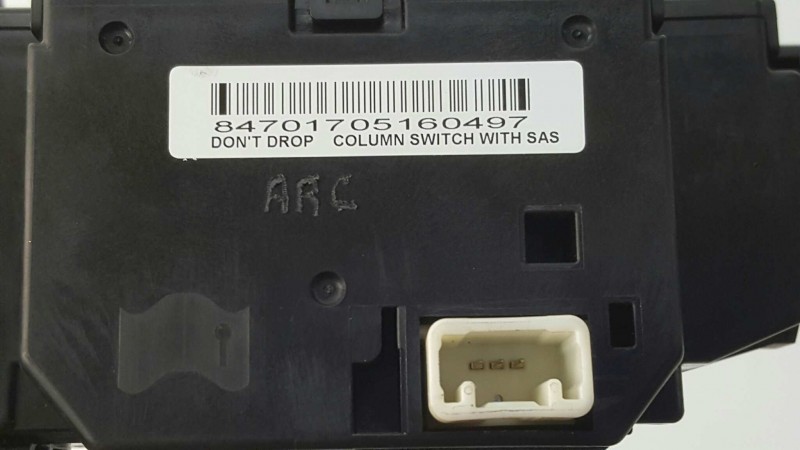 84701705160497
DON'T DROP COLUMN SWITCH WITH SAS
ARC